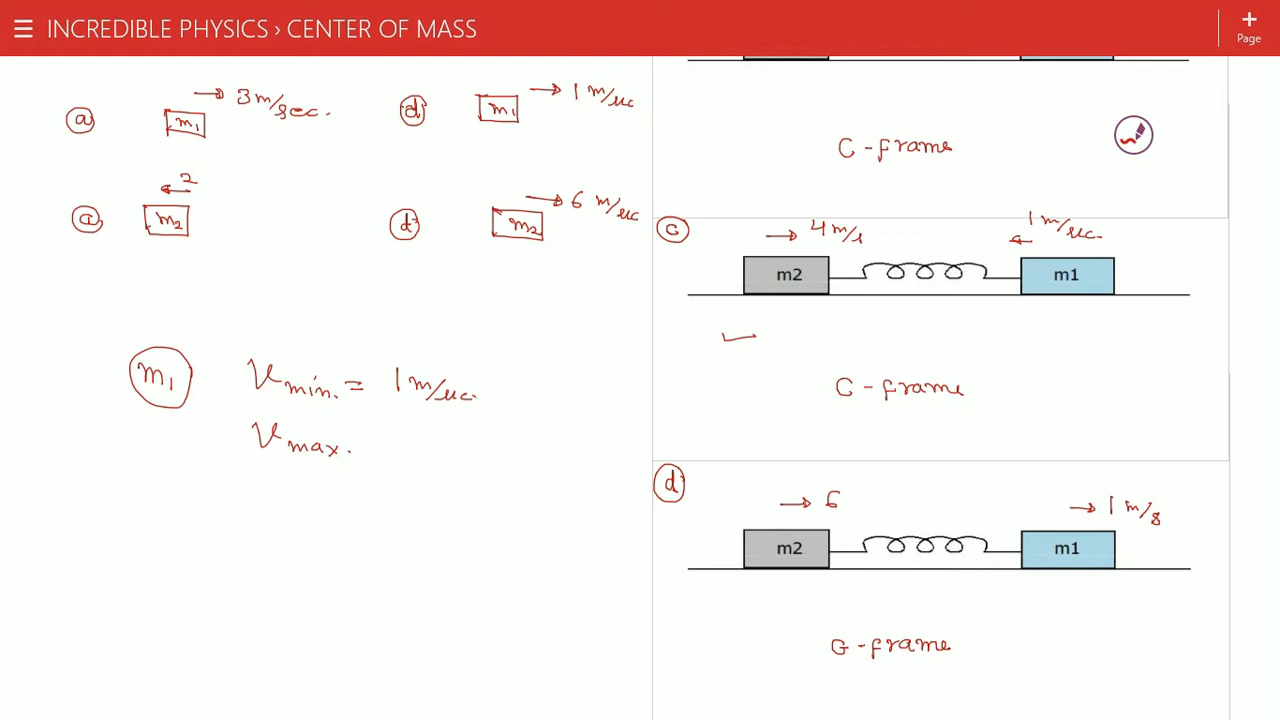 INCREDIBLE PHYSICS › CENTER OF MASS
Page
a m1 → 3 m/sec.
d m1 → 1 m/sec
2
a m2
d m2 → 6 m/sec
m1 Vmin. = 1 m/sec.
Vmax.
C - frame
c → 4 m/s
1 m/sec.
m2 m1
C - frame
d → 6 → 1 m/s
m2 m1
G - frame